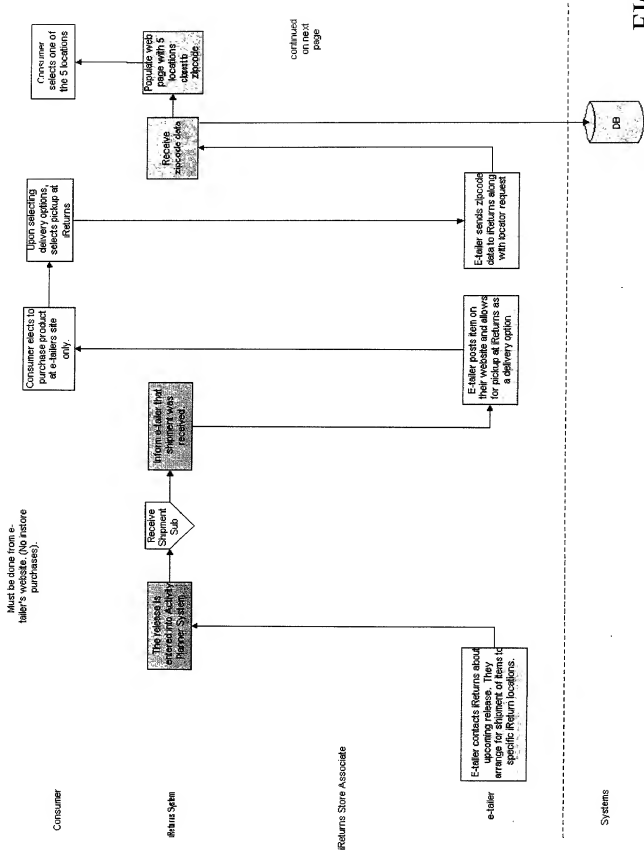 Must be done from e-
tailer's website. (No instore
purchases).
Consumer
Consumer elects to
purchase product
at e-tailers site
only.
Upon selecting
delivery options,
selects pickup at
iReturns
Consumer
selects one of
the 5 locations
iReturns System
The release is
entered into Activity
Planner System.
Receive
Shipment
Sub
Inform e-tailer that
shipment was
received.
Receive
zipcode data
Populate web
page with 5
locations
closest to
zipcode
continued
on next
page
iReturns Store Associate
e-tailer
E-tailer contacts iReturns about
upcoming release. They
arrange for shipment of items to
specific iReturn locations.
E-tailer posts item on
their website and allows
for pickup at iReturns as
a delivery option
E-tailer sends zipcode
data to iReturns along
with locator request
Systems
DB